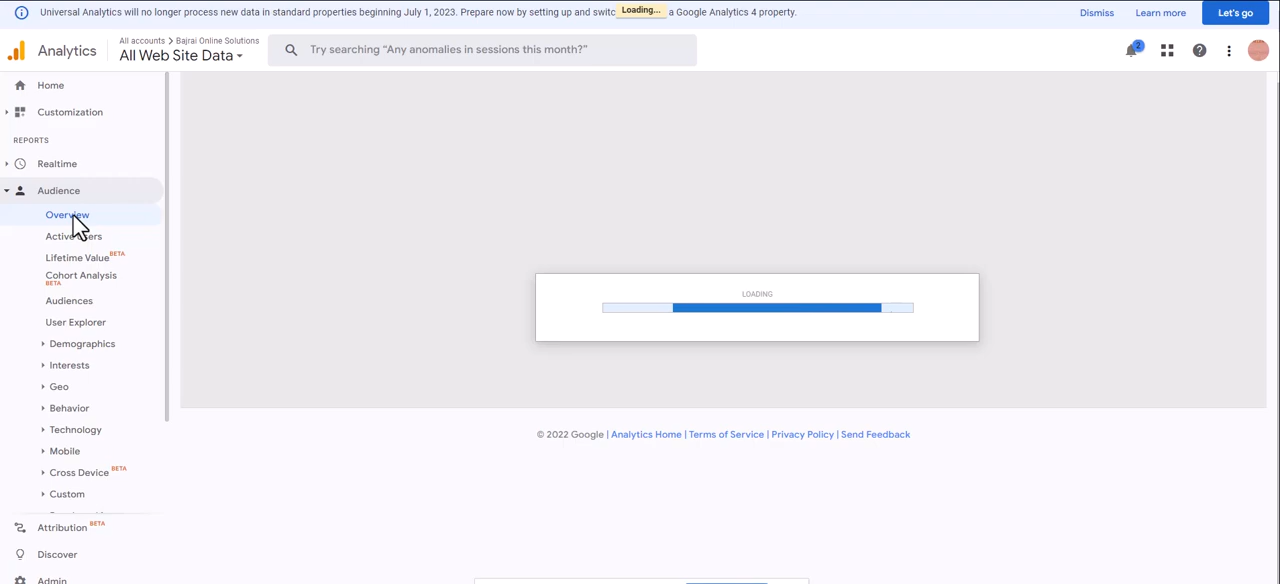 Universal Analytics will no longer process new data in standard properties beginning July 1, 2023. Prepare now by setting up and switc Loading... a Google Analytics 4 property.
Dismiss
Learn more
Let's go
Analytics
All accounts > Bajrai Online Solutions
All Web Site Data
Try searching “Any anomalies in sessions this month?”
2
Home
Customization
REPORTS
Realtime
Audience
Overview
Active Users
Lifetime Value BETA
Cohort Analysis
BETA
Audiences
User Explorer
Demographics
Interests
Geo
Behavior
Technology
Mobile
Cross Device BETA
Custom
Attribution BETA
Discover
Admin
LOADING
© 2022 Google | Analytics Home | Terms of Service | Privacy Policy | Send Feedback